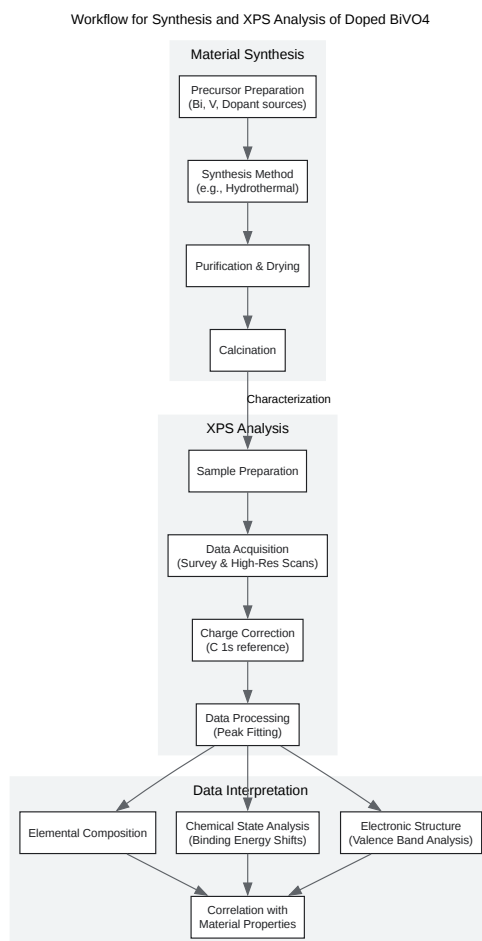 Workflow for Synthesis and XPS Analysis of Doped BiVO4
Material Synthesis
Precursor Preparation
(Bi, V, Dopant sources)
Synthesis Method
(e.g., Hydrothermal)
Purification & Drying
Calcination
Characterization
XPS Analysis
Sample Preparation
Data Acquisition
(Survey & High-Res Scans)
Charge Correction
(C 1s reference)
Data Processing
(Peak Fitting)
Data Interpretation
Elemental Composition
Chemical State Analysis
(Binding Energy Shifts)
Electronic Structure
(Valence Band Analysis)
Correlation with
Material Properties